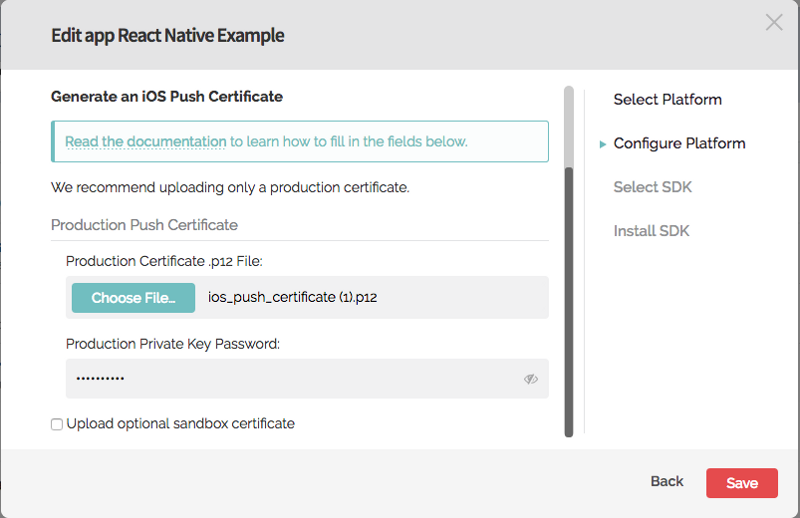 Edit app React Native Example
Generate an iOS Push Certificate
Read the documentation to learn how to fill in the fields below.
We recommend uploading only a production certificate.
Production Push Certificate
Production Certificate .p12 File:
Choose File...
ios_push_certificate (1).p12
Production Private Key Password:
••••••••••
Upload optional sandbox certificate
Select Platform
Configure Platform
Select SDK
Install SDK
Back
Save